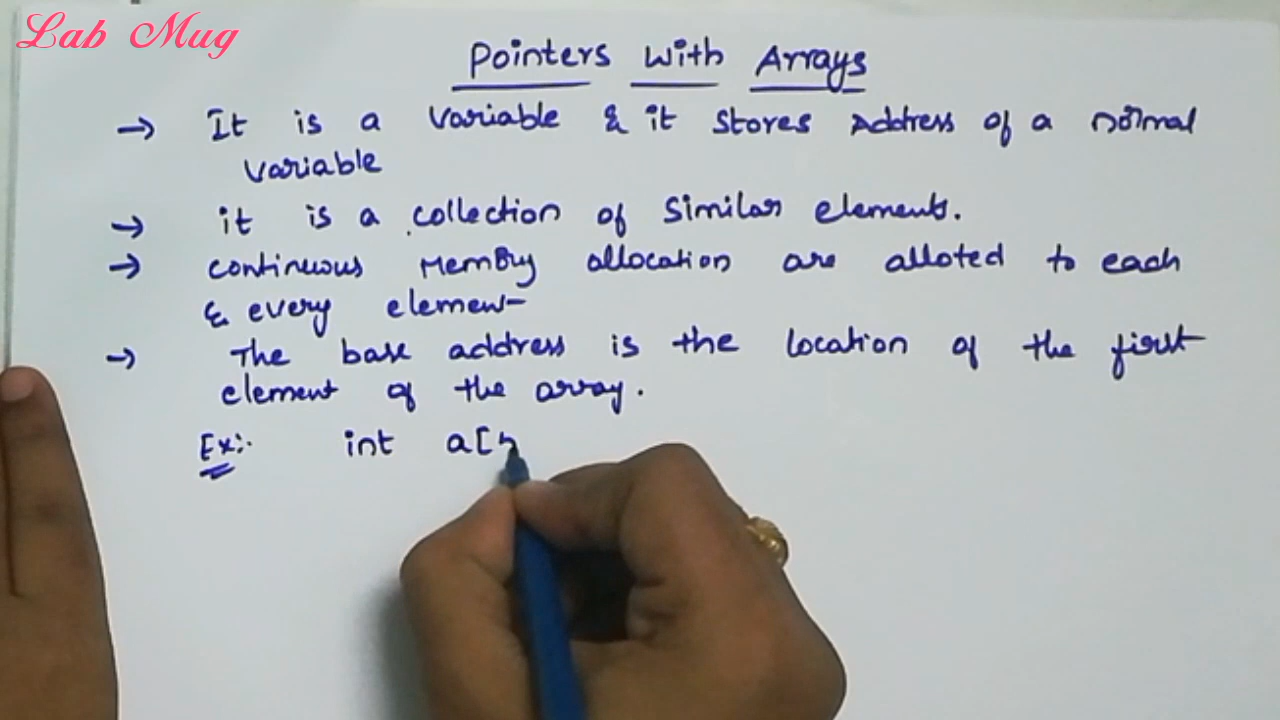 Lab Mug
Pointers With Arrays
→ It is a variable & it stores Address of a normal
variable
→ it is a collection of similar elements.
→ continuous Memory allocation are alloted to each
& every element
→ The base address is the location of the first
element of the array.
Ex:- int a[